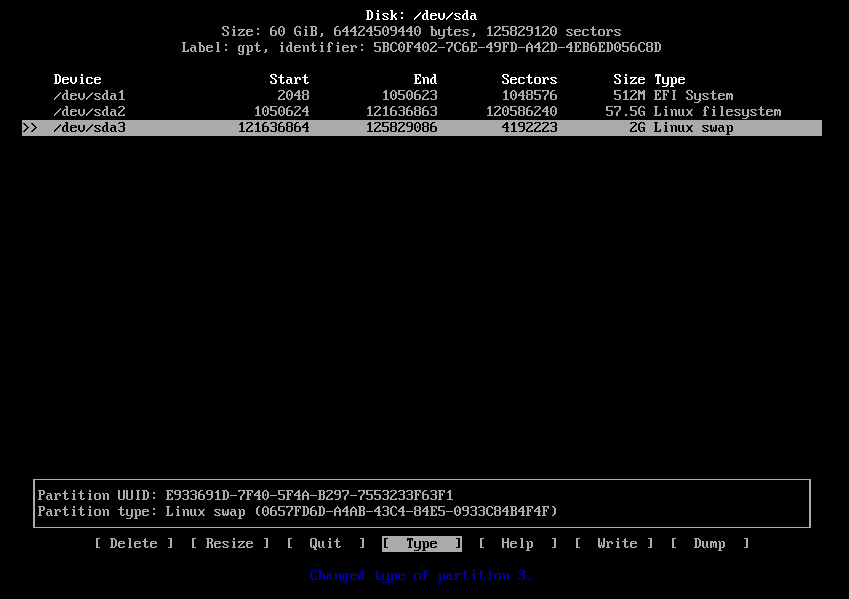 Disk: /dev/sda
Size: 60 GiB, 64424509440 bytes, 125829120 sectors
Label: gpt, identifier: 5BC0F402-7C6E-49FD-A42D-4EB6ED056C8D
Device Start End Sectors Size Type
/dev/sda1 2048 1050623 1048576 512M EFI System
/dev/sda2 1050624 121636863 120586240 57.5G Linux filesystem
>> /dev/sda3 121636864 125829086 4192223 2G Linux swap
Partition UUID: E933691D-7F40-5F4A-B297-7553233F63F1
Partition type: Linux swap (0657FD6D-A4AB-43C4-84E5-0933C84B4F4F)
[ Delete ] [ Resize ] [ Quit ] [ Type ] [ Help ] [ Write ] [ Dump ]
Changed type of partition 3.